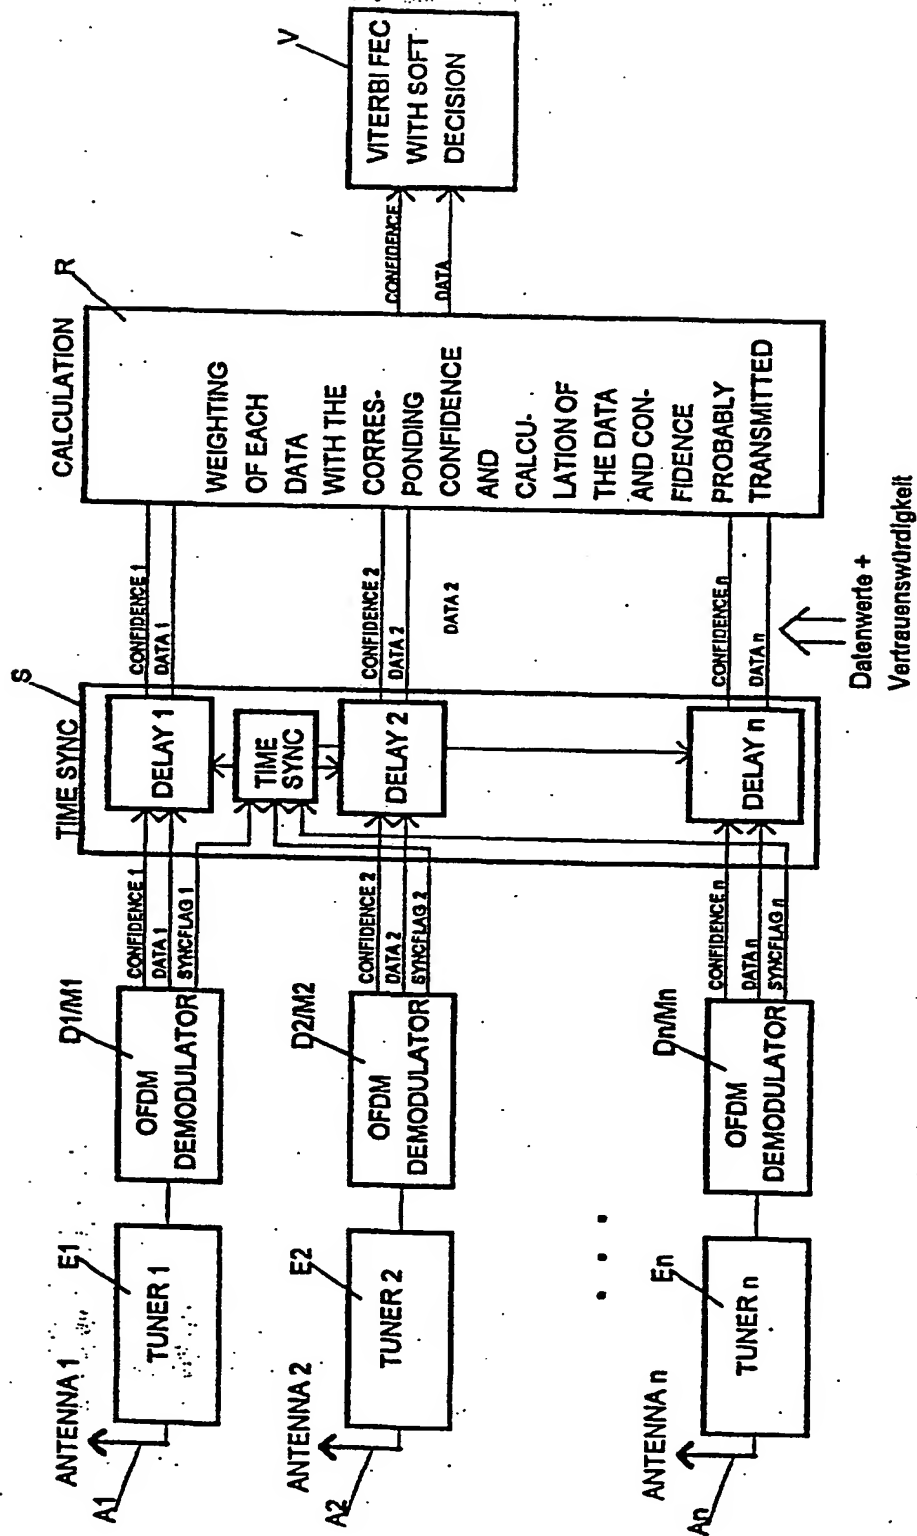 ANTENNA 1
A1
TUNER 1
E1
OFDM
DEMODULATOR
D1/M1
CONFIDENCE 1
DATA 1
SYNCFLAG 1
ANTENNA 2
A2
TUNER 2
E2
OFDM
DEMODULATOR
D2/M2
CONFIDENCE 2
DATA 2
SYNCFLAG 2
ANTENNA n
An
TUNER n
En
OFDM
DEMODULATOR
Dn/Mn
CONFIDENCE n
DATA n
SYNCFLAG n
TIME SYNC
S
DELAY 1
TIME
SYNC
DELAY 2
DELAY n
CONFIDENCE 1
DATA 1
CONFIDENCE 2
DATA 2
DATA 2
CONFIDENCE n
DATA n
Datenwerte +
Vertrauenswürdigkeit
CALCULATION
R
WEIGHTING
OF EACH
DATA
WITH THE
CORRES-
PONDING
CONFIDENCE
AND
CALCU-
LATION OF
THE DATA
AND CON-
FIDENCE
PROBABLY
TRANSMITTED
CONFIDENCE
DATA
V
VITERBI FEC
WITH SOFT
DECISION